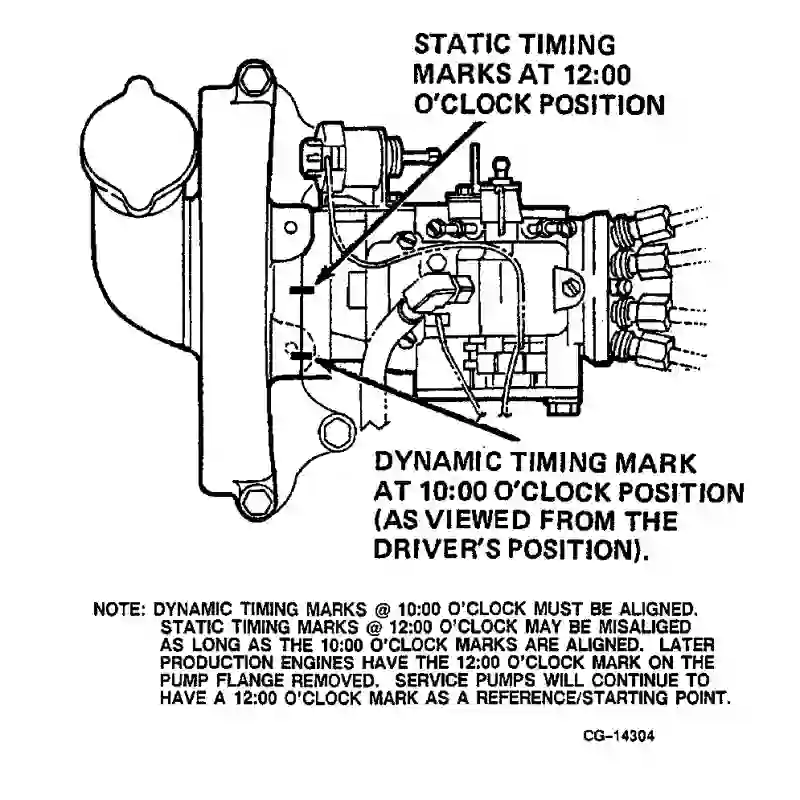 STATIC TIMING
MARKS AT 12:00
O'CLOCK POSITION
DYNAMIC TIMING MARK
AT 10:00 O'CLOCK POSITION
(AS VIEWED FROM THE
DRIVER'S POSITION).
NOTE: DYNAMIC TIMING MARKS @ 10:00 O'CLOCK MUST BE ALIGNED.
STATIC TIMING MARKS @ 12:00 O'CLOCK MAY BE MISALIGED
AS LONG AS THE 10:00 O'CLOCK MARKS ARE ALIGNED. LATER
PRODUCTION ENGINES HAVE THE 12:00 O'CLOCK MARK ON THE
PUMP FLANGE REMOVED. SERVICE PUMPS WILL CONTINUE TO
HAVE A 12:00 O'CLOCK MARK AS A REFERENCE/STARTING POINT.
CG-14304